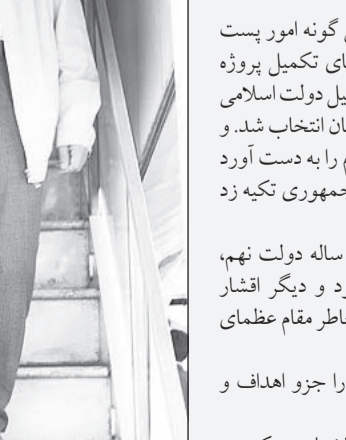 گونه امور پست
ای تکمیل پروژه
یل دولت اسلامی
ان انتخاب شد. و
م را به دست آورد
جمهوری تکیه زد
ساله دولت نهم،
رد و دیگر اقشار
خاطر مقام عظمای
را جزو اهداف و